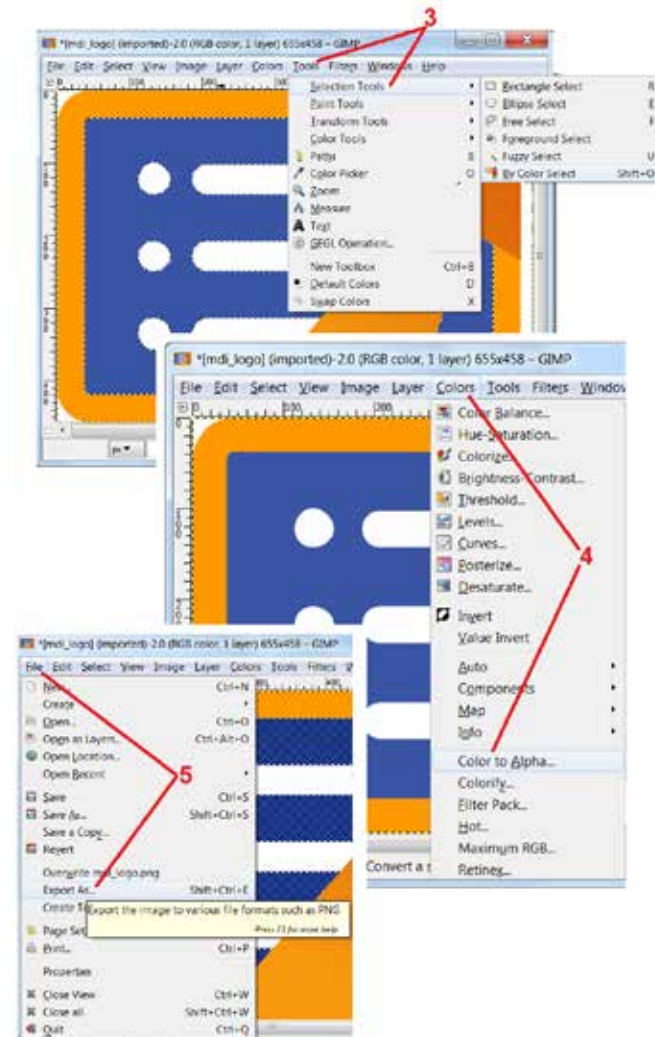 3
*[mdi_logo] (imported)-2.0 (RGB color, 1 layer) 655x458 – GIMP
File Edit Select View Image Layer Colors Tools Filters Windows Help
Selection Tools
Paint Tools
Transform Tools
Color Tools
Paths B
Color Picker O
Zoom
Measure
Text
GEGL Operation...
New Toolbox Ctrl+B
Default Colors D
Swap Colors X
Rectangle Select R
Ellipse Select E
Free Select F
Foreground Select
Fuzzy Select U
By Color Select Shift+O
px
*[mdi_logo] (imported)-2.0 (RGB color, 1 layer) 655x458 – GIMP
File Edit Select View Image Layer Colors Tools Filters Window
Color Balance...
Hue-Saturation...
Colorize...
Brightness-Contrast...
Threshold...
Levels...
Curves...
Posterize...
Desaturate...
Invert
Value Invert
Auto
Components
Map
Info
Color to Alpha...
Colorify...
Filter Pack...
Hot...
Maximum RGB...
Retinex...
Convert a s
4
*[mdi_logo] (imported)-2.0 (RGB color, 1 layer) 655x458 – GIMP
File Edit Select View Image Layer Colors Tools Filters
New... Ctrl+N
Create
Open... Ctrl+O
Open as Layers... Ctrl+Alt+O
Open Location...
Open Recent
Save Ctrl+S
Save As... Shift+Ctrl+S
Save a Copy...
Revert
Overwrite mdi_logo.png
Export As... Shift+Ctrl+E
Create
Export the image to various file formats such as PNG
Press F1 for more help
Page Set
Print... Ctrl+P
Properties
Close View Ctrl+W
Close all Shift+Ctrl+W
Quit Ctrl+Q
5